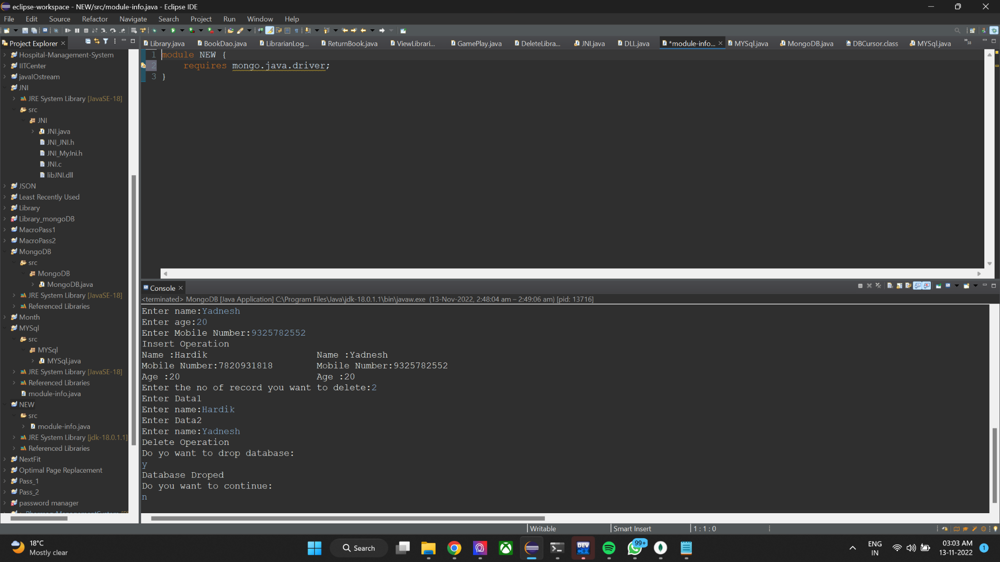 eclipse-workspace - NEW/src/module-info.java - Eclipse IDE
File Edit Source Refactor Navigate Search Project Run Window Help
Project Explorer
Hospital-Management-System
IITCenter
javaIOstream
JNI
JRE System Library [JavaSE-18]
src
JNI
JNI.java
JNI_JNI.h
JNI_MyJni.h
JNI.c
libJNI.dll
JSON
Least Recently Used
Library
Library_mongoDB
MacroPass1
MacroPass2
MongoDB
src
MongoDB
MongoDB.java
JRE System Library [JavaSE-18]
Referenced Libraries
Month
MYSql
src
MYSql
MYSql.java
JRE System Library [JavaSE-18]
Referenced Libraries
module-info.java
NEW
src
module-info.java
JRE System Library [jdk-18.0.1.1]
Referenced Libraries
NextFit
Optimal Page Replacement
Pass_1
Pass_2
password manager
Library.java BookDao.java LibrarianLog... ReturnBook.java ViewLibrari... GamePlay.java DeleteLibra... JNI.java DLL.java *module-info... MYSql.java MongoDB.java DBCursor.class MYSql.java »38
1 module NEW {
2 requires mongo.java.driver;
3 }
Console
<terminated> MongoDB [Java Application] C:\Program Files\Java\jdk-18.0.1.1\bin\javaw.exe (13-Nov-2022, 2:48:04 am – 2:49:06 am) [pid: 13716]
Enter name:Yadnesh
Enter age:20
Enter Mobile Number:9325782552
Insert Operation
Name :Hardik Name :Yadnesh
Mobile Number:7820931818 Mobile Number:9325782552
Age :20 Age :20
Enter the no of record you want to delete:2
Enter Data1
Enter name:Hardik
Enter Data2
Enter name:Yadnesh
Delete Operation
Do yo want to drop database:
y
Database Droped
Do you want to continue:
n
Writable Smart Insert 1 : 1 : 0
18°C
Mostly clear
Search
DEV
99+
ENG
IN
03:03 AM
13-11-2022
1